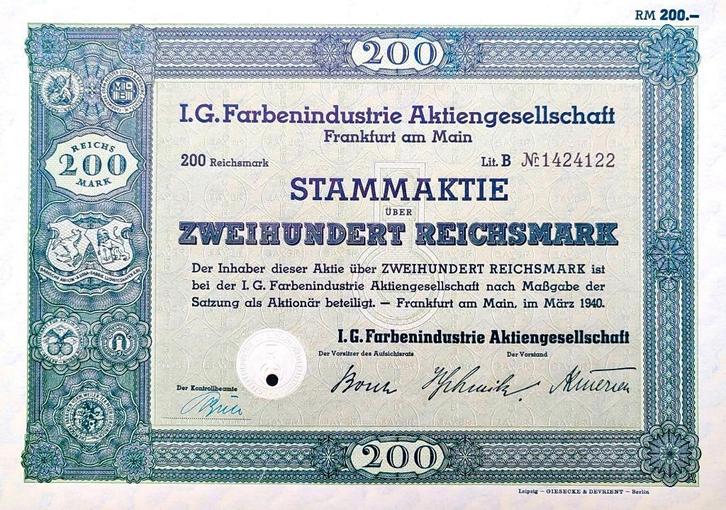 RM 200.—
200
I.G. Farbenindustrie Aktiengesellschaft
Frankfurt am Main
200 Reichsmark
Lit. B № 1424122
STAMMAKTIE
ÜBER
ZWEIHUNDERT REICHSMARK
Der Inhaber dieser Aktie über ZWEIHUNDERT REICHSMARK ist
bei der I. G. Farbenindustrie Aktiengesellschaft nach Maßgabe der
Satzung als Aktionär beteiligt. — Frankfurt am Main, im März 1940.
I.G. Farbenindustrie Aktiengesellschaft
Der Vorsitzer des Aufsichtsrats
Der Vorstand
Der Kontrollbeamte
REICHS
200
MARK
200
Leipzig — GIESECKE & DEVRIENT — Berlin